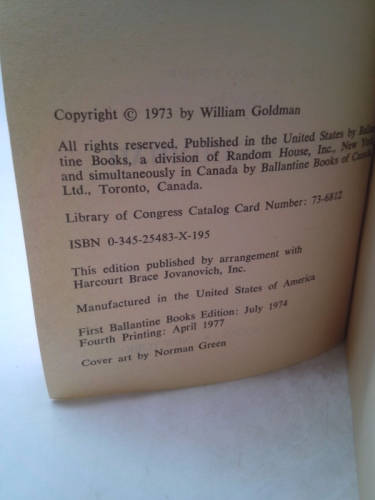 Copyright © 1973 by William Goldman
All rights reserved. Published in the United States by Ballan-
tine Books, a division of Random House, Inc., New York,
and simultaneously in Canada by Ballantine Books of Canada,
Ltd., Toronto, Canada.
Library of Congress Catalog Card Number: 73-6812
ISBN 0-345-25483-X-195
This edition published by arrangement with
Harcourt Brace Jovanovich, Inc.
Manufactured in the United States of America
First Ballantine Books Edition: July 1974
Fourth Printing: April 1977
Cover art by Norman Green